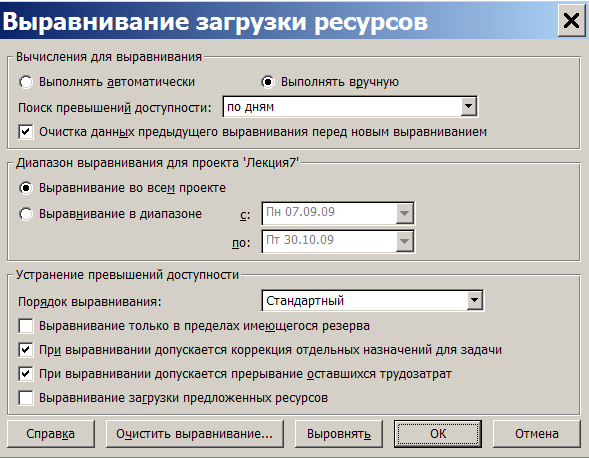 Выравнивание загрузки ресурсов
Вычисления для выравнивания
Выполнять автоматически
Выполнять вручную
Поиск превышений доступности:
по дням
Очистка данных предыдущего выравнивания перед новым выравниванием
Диапазон выравнивания для проекта 'Лекция7'
Выравнивание во всем проекте
Выравнивание в диапазоне
с:
Пн 07.09.09
по:
Пт 30.10.09
Устранение превышений доступности
Порядок выравнивания:
Стандартный
Выравнивание только в пределах имеющегося резерва
При выравнивании допускается коррекция отдельных назначений для задачи
При выравнивании допускается прерывание оставшихся трудозатрат
Выравнивание загрузки предложенных ресурсов
Справка
Очистить выравнивание...
Выровнять
ОК
Отмена